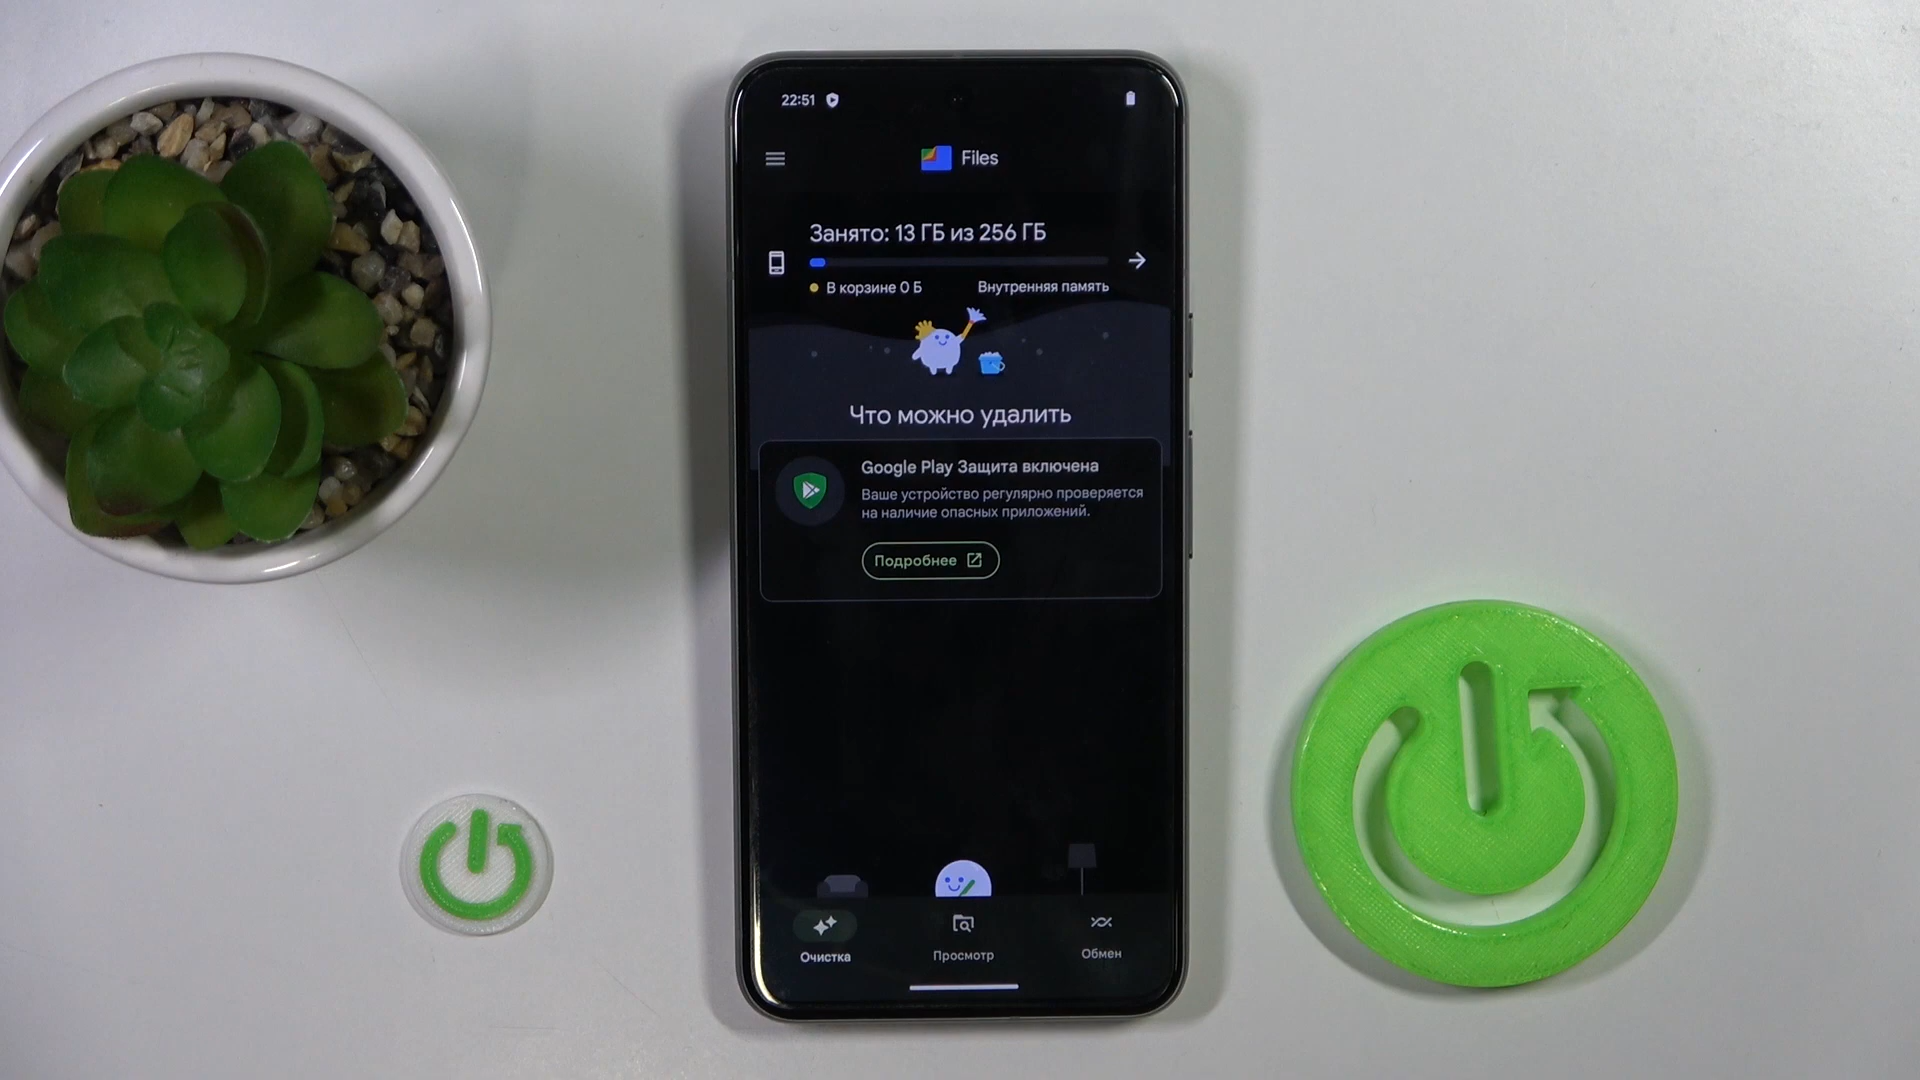 22:51
Files
Занято: 13 ГБ из 256 ГБ
В корзине 0 Б
Внутренняя память
Что можно удалить
Google Play Защита включена
Ваше устройство регулярно проверяется
на наличие опасных приложений.
Подробнее
Очистка
Просмотр
Обмен